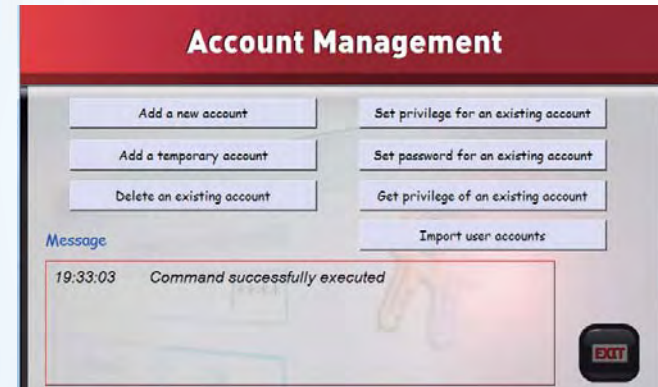 Account Management
Add a new account
Set privilege for an existing account
Add a temporary account
Set password for an existing account
Delete an existing account
Get privilege of an existing account
Import user accounts
Message
19:33:03 Command successfully executed
EXIT